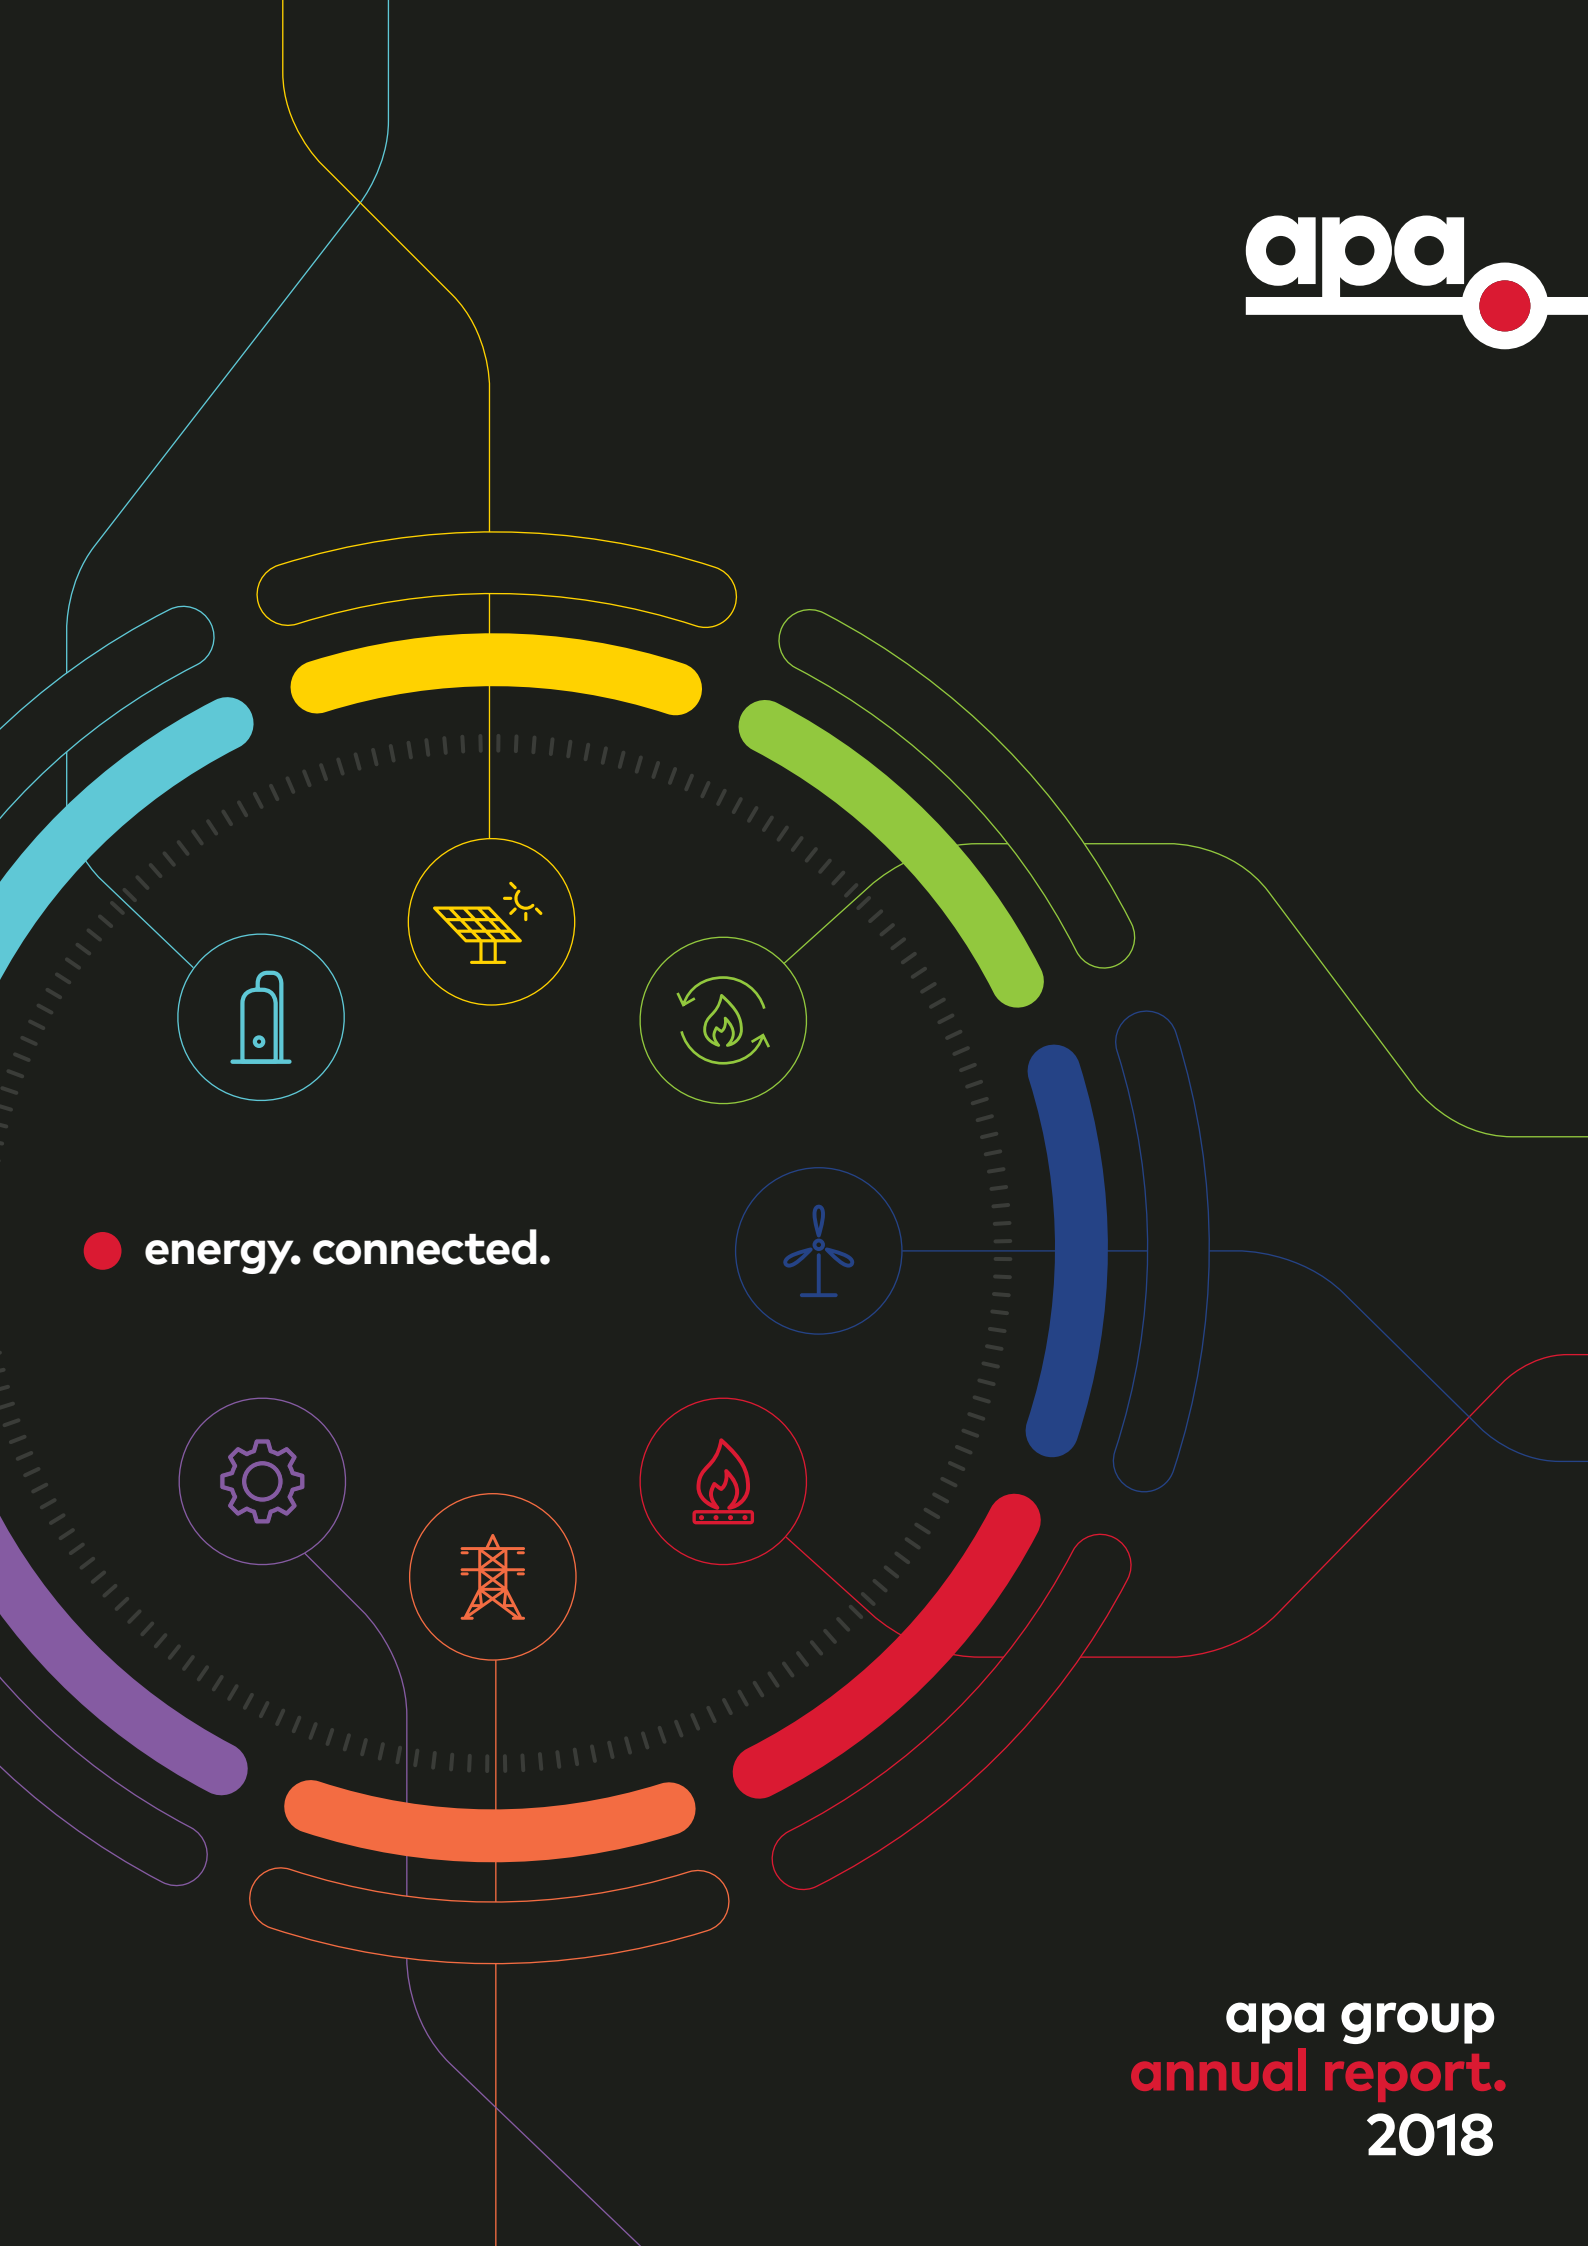 apa
energy. connected.
apa group
annual report.
2018